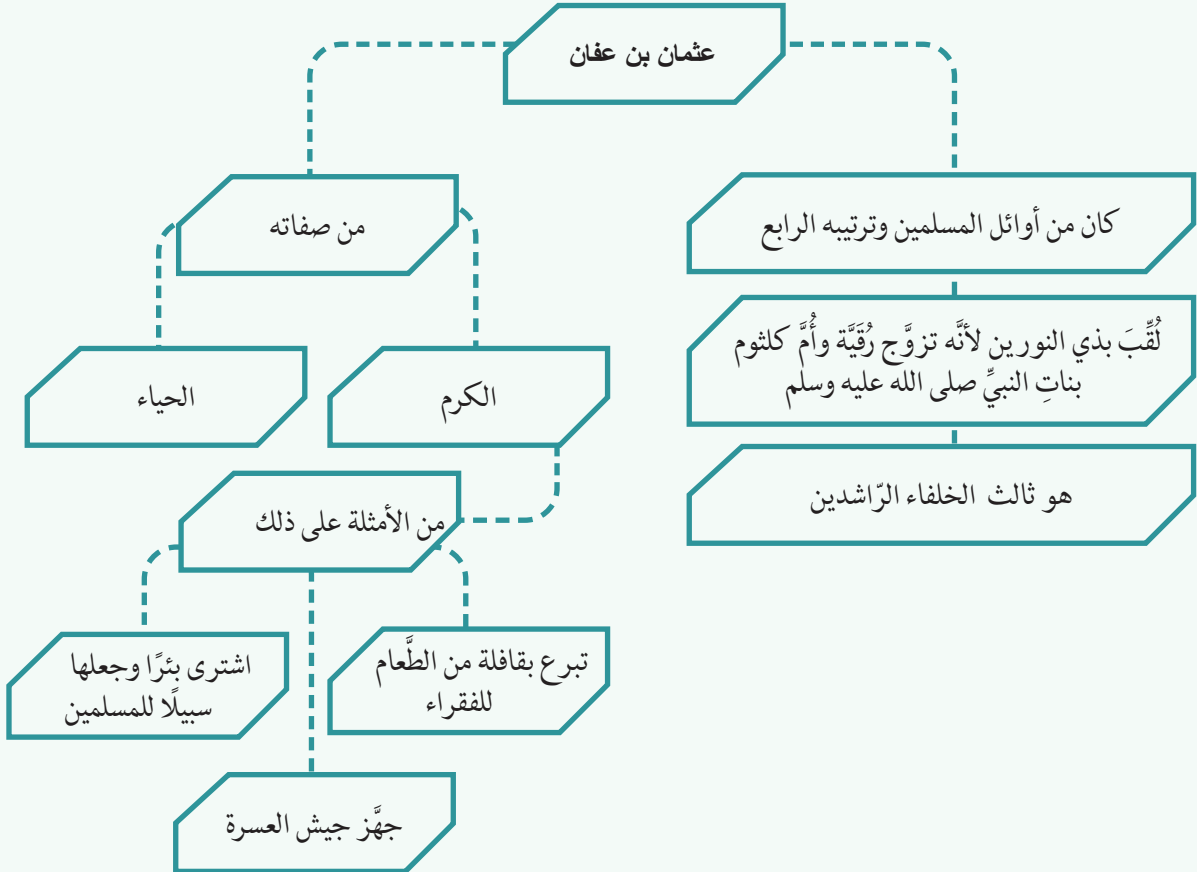 عثمان بن عفان
كان من أوائل المسلمين وترتيبه الرابع
لُقِّبَ بذي النورين لأنَّه تزوَّج رُقَيَّة وأُمَّ كلثوم
بناتِ النبيِّ صلى الله عليه وسلم
هو ثالث الخلفاء الرّاشدين
من صفاته
الكرم
الحياء
من الأمثلة على ذلك
تبرع بقافلة من الطَّعام
للفقراء
اشترى بئرًا وجعلها
سبيلًا للمسلمين
جهَّز جيش العسرة